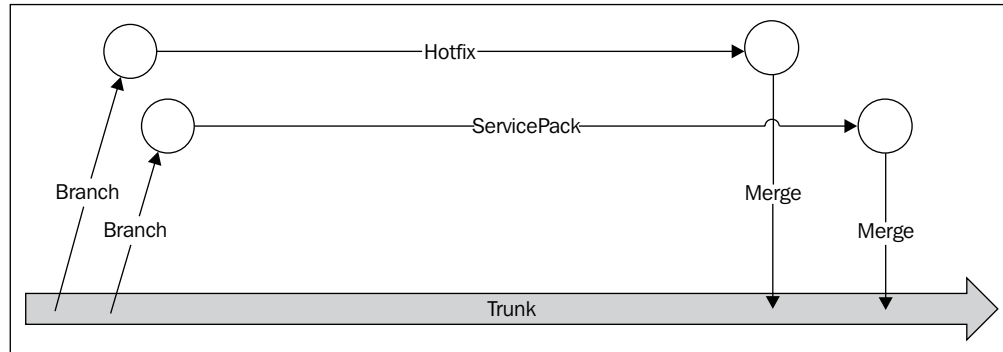 Hotfix
ServicePack
Branch
Merge
Branch
Merge
Trunk